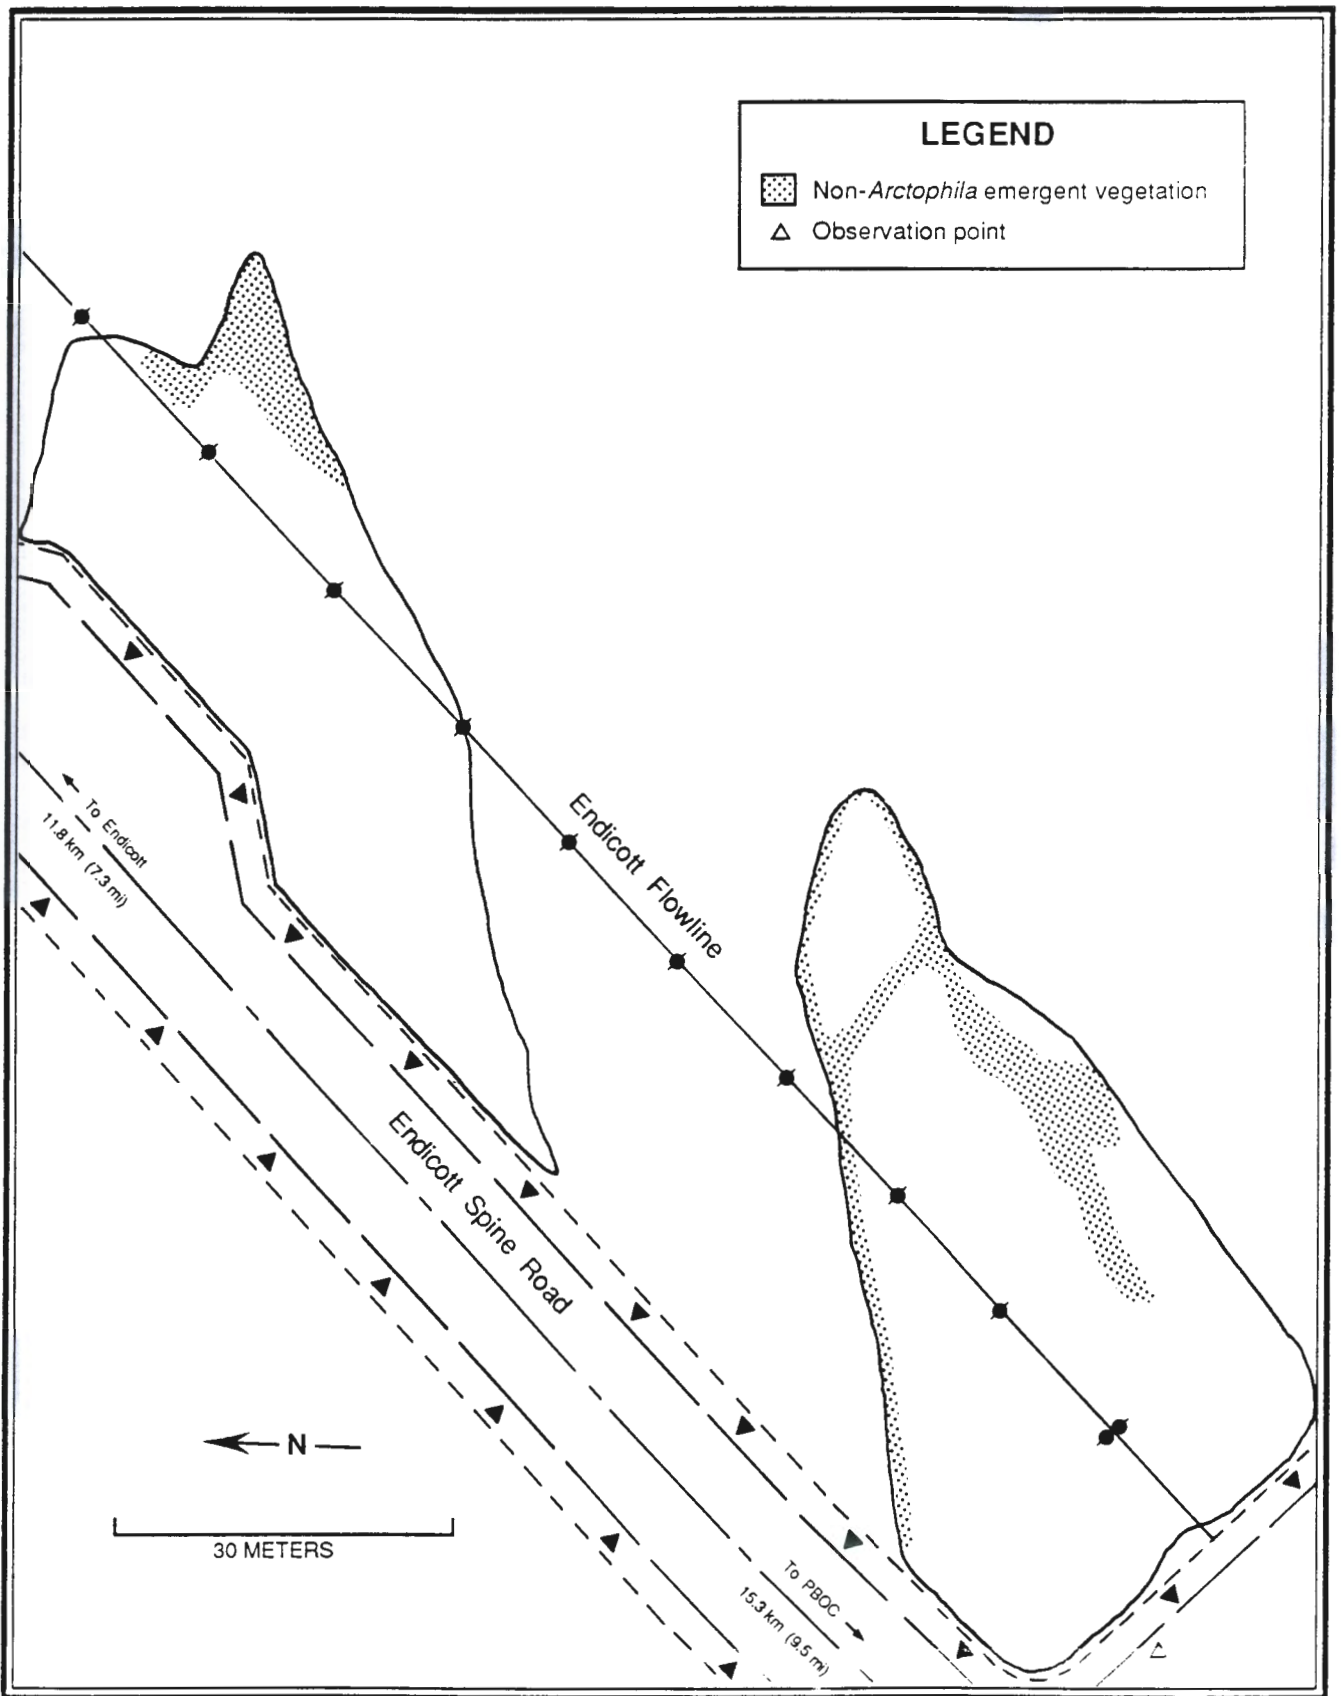 LEGEND
Non-Arctophila emergent vegetation
Observation point
Endicott Flowline
To Endicott
11.8 km (7.3 mi)
Endicott Spine Road
N
30 METERS
To PBOC
15.3 km (9.5 mi)